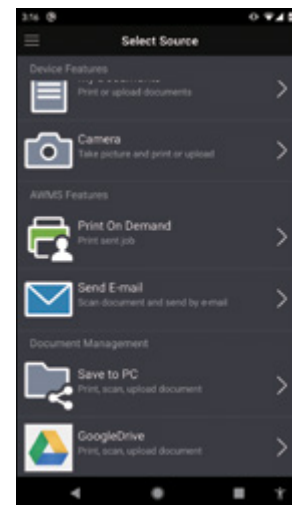 3:16
Select Source
Device Features
My Documents
Print or upload documents
Camera
Take picture and print or upload
AWMS Features
Print On Demand
Print sent job
Send E-mail
Scan document and send by e-mail
Document Management
Save to PC
Print, scan, upload document
GoogleDrive
Print, scan, upload document